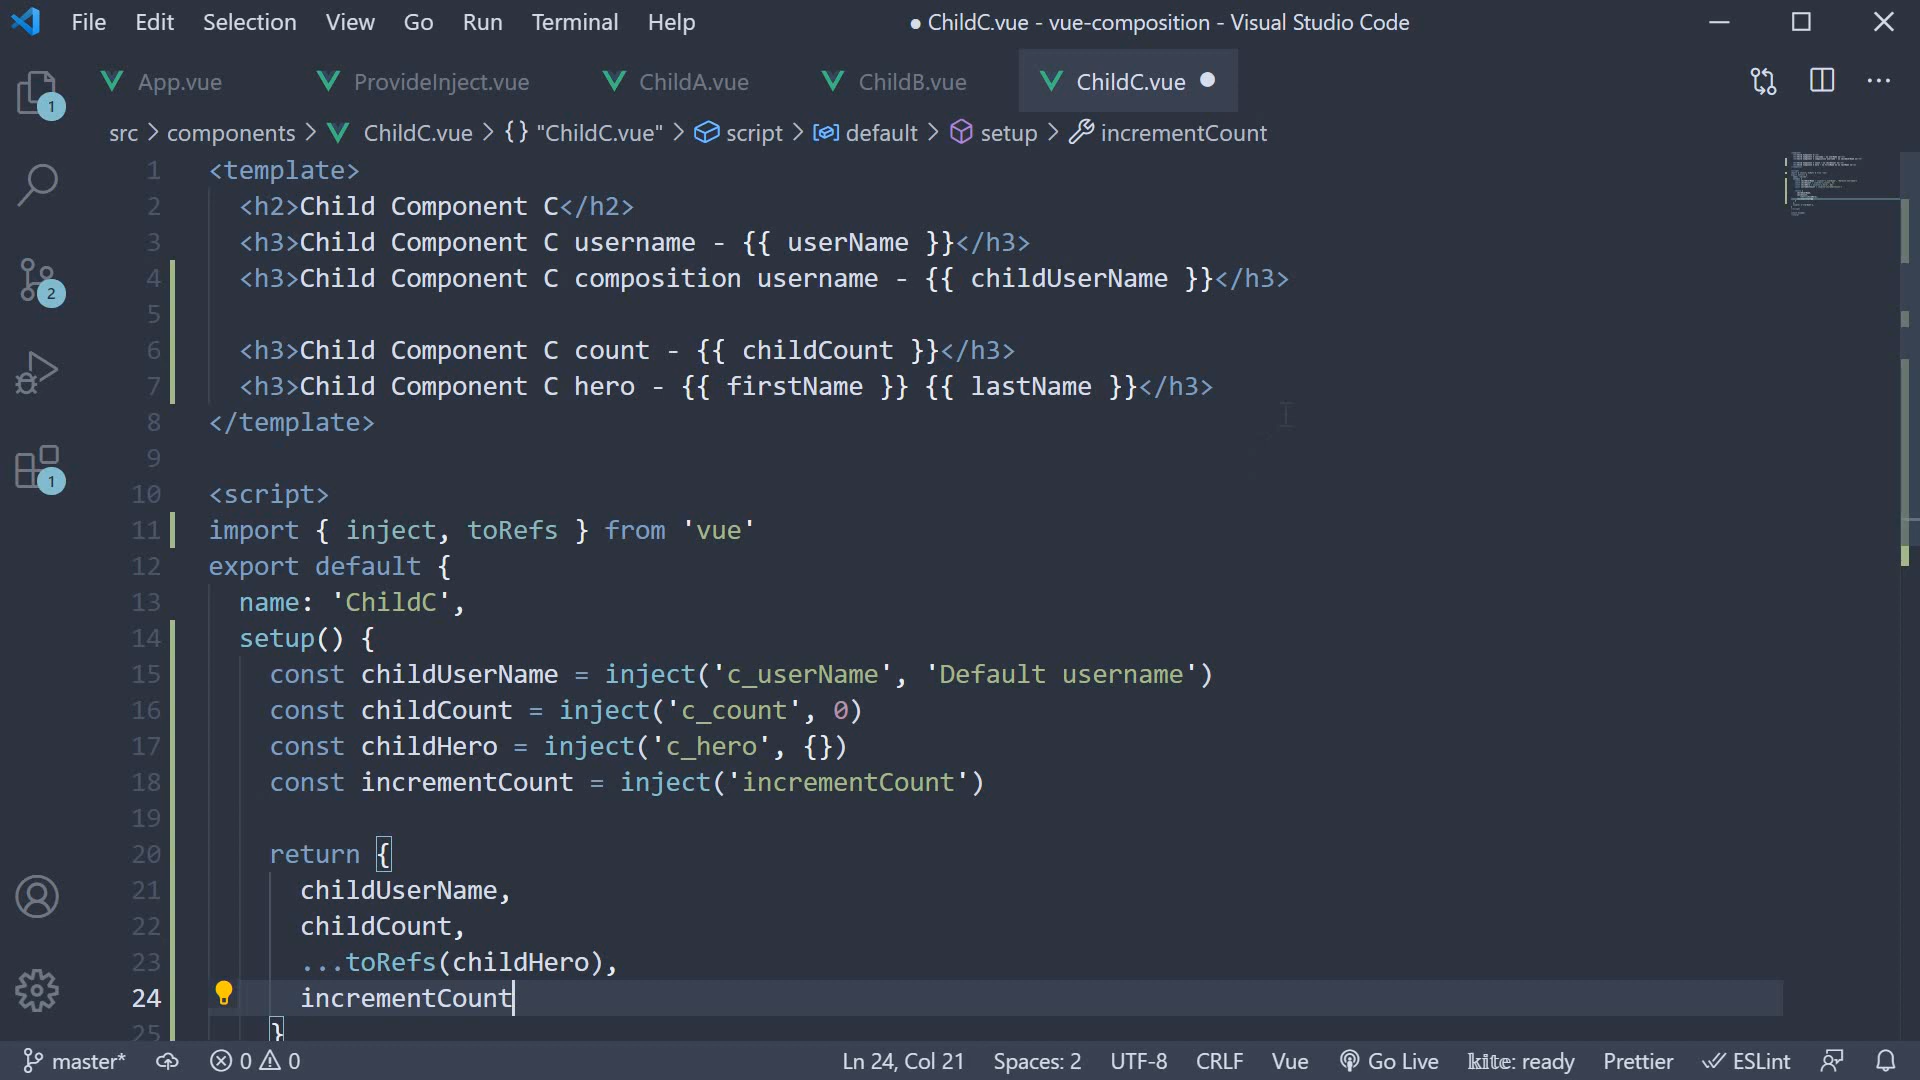 File Edit Selection View Go Run Terminal Help ● ChildC.vue - vue-composition - Visual Studio Code
App.vue ProvideInject.vue ChildA.vue ChildB.vue ChildC.vue
src > components > ChildC.vue > {} "ChildC.vue" > script > default > setup > incrementCount
1 <template>
2 <h2>Child Component C</h2>
3 <h3>Child Component C username - {{ userName }}</h3>
4 <h3>Child Component C composition username - {{ childUserName }}</h3>
5
6 <h3>Child Component C count - {{ childCount }}</h3>
7 <h3>Child Component C hero - {{ firstName }} {{ lastName }}</h3>
8 </template>
9
10 <script>
11 import { inject, toRefs } from 'vue'
12 export default {
13 name: 'ChildC',
14 setup() {
15 const childUserName = inject('c_userName', 'Default username')
16 const childCount = inject('c_count', 0)
17 const childHero = inject('c_hero', {})
18 const incrementCount = inject('incrementCount')
19
20 return {
21 childUserName,
22 childCount,
23 ...toRefs(childHero),
24 incrementCount
25 }
1
2
1
master* 0 0 Ln 24, Col 21 Spaces: 2 UTF-8 CRLF Vue Go Live kite: ready Prettier ESLint